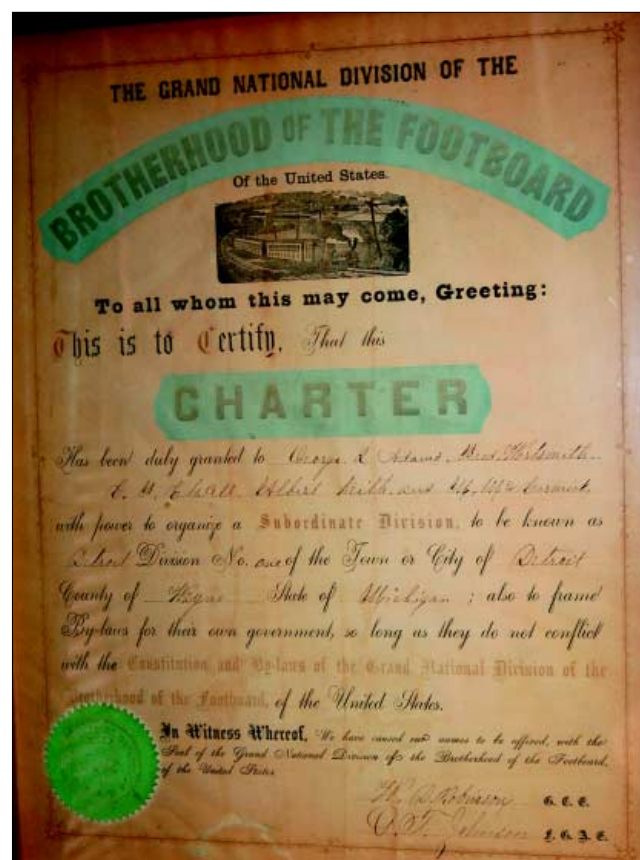 THE GRAND NATIONAL DIVISION OF THE
BROTHERHOOD OF THE FOOTBOARD
Of the United States.
To all whom this may come, Greeting:
This is to Certify, That this
CHARTER
Has been duly granted to George Q Adams
Albert
with power to organize a Subordinate Division, to be known as
Detroit Division No. one of the Town or City of Detroit
County of Wayne State of Michigan ; also to frame
By-laws for their own government, so long as they do not conflict
with the Constitution and By-laws of the Grand National Division of the
Brotherhood of the Footboard, of the United States.
In Witness Whereof, We have caused our names to be affixed, with the
Seal of the Grand National Division of the Brotherhood of the Footboard,
of the United States
W. D. Robinson G. C. E.
Johnson F. G. A. E.